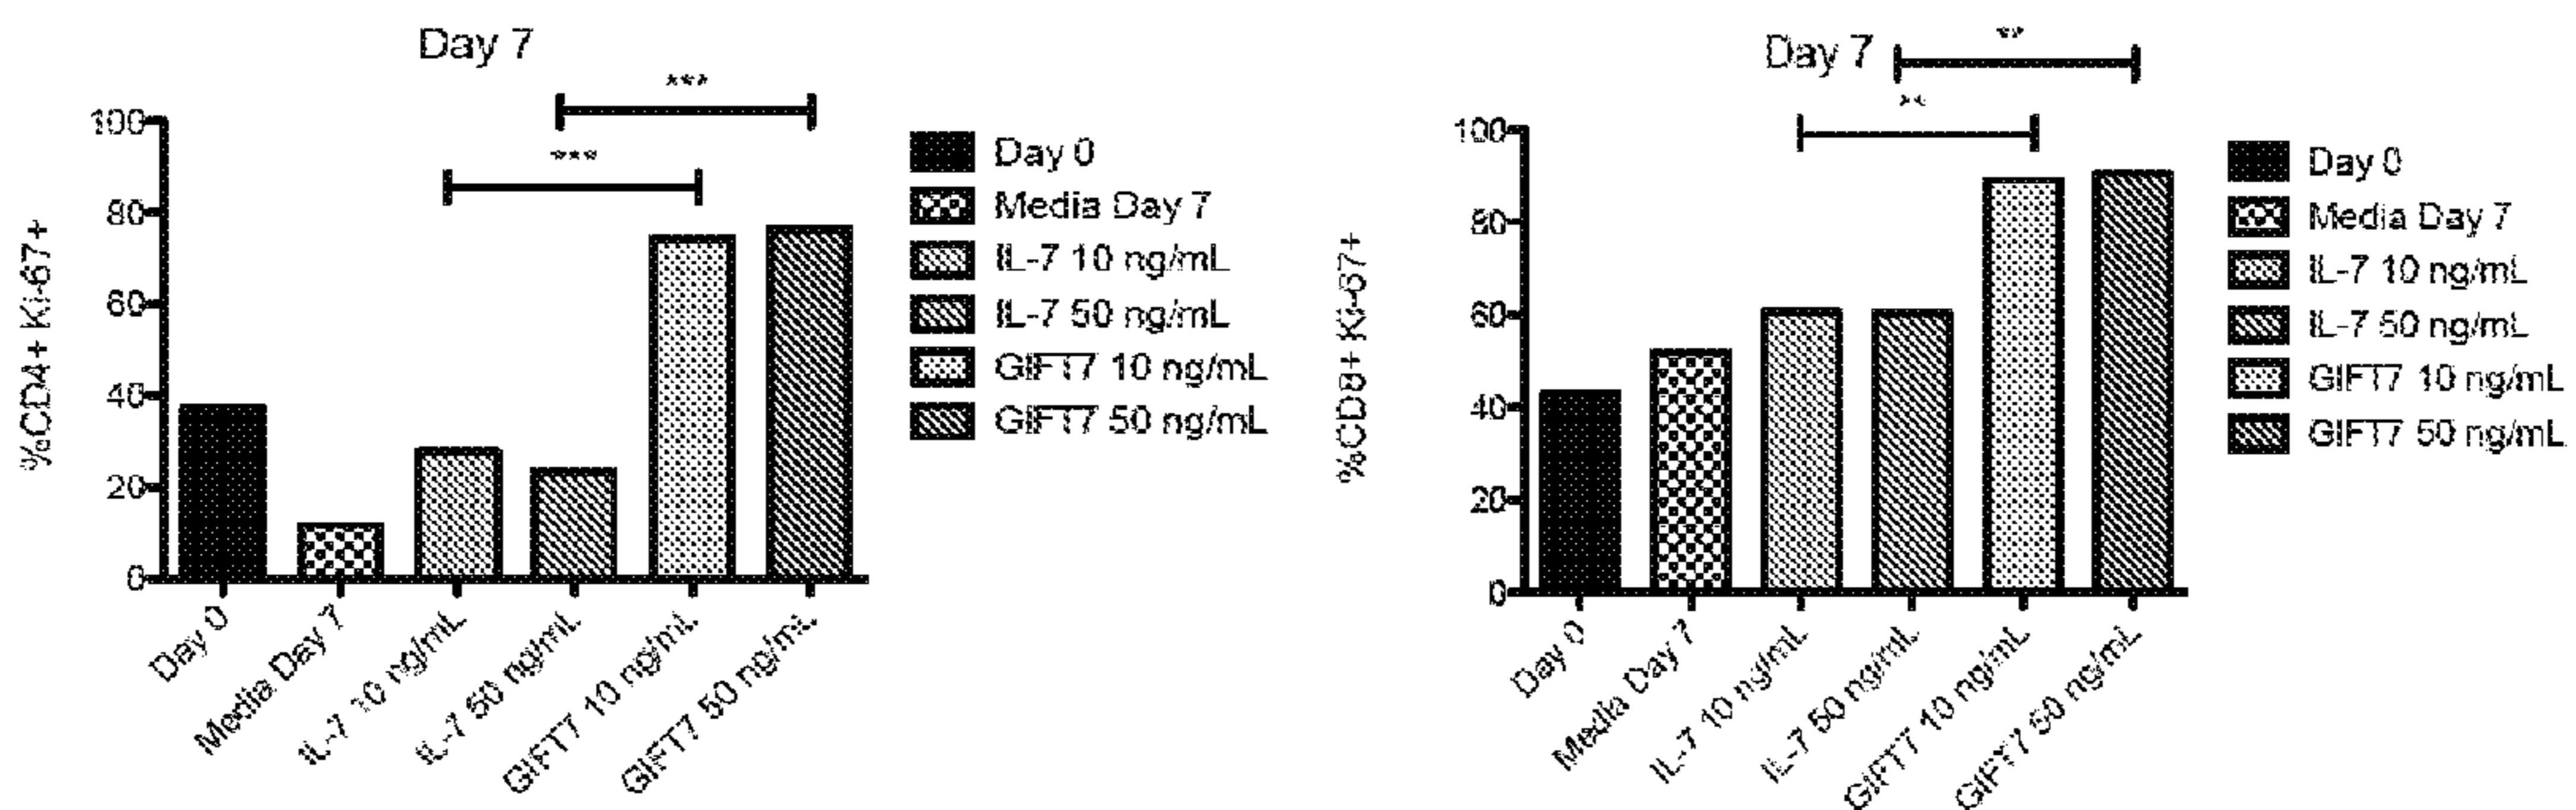 Day 7
***
***
100
80
60
40
20
0
%CD4+ Ki-67+
Day 0
Media Day 7
IL-7 10 ng/mL
IL-7 50 ng/mL
GIFT7 10 ng/mL
GIFT7 50 ng/mL
Day 0
Media Day 7
IL-7 10 ng/mL
IL-7 50 ng/mL
GIFT7 10 ng/mL
GIFT7 50 ng/mL
Day 7
**
**
100
80
60
40
20
0
%CD8+ Ki-67+
Day 0
Media Day 7
IL-7 10 ng/mL
IL-7 50 ng/mL
GIFT7 10 ng/mL
GIFT7 50 ng/mL
Day 0
Media Day 7
IL-7 10 ng/mL
IL-7 50 ng/mL
GIFT7 10 ng/mL
GIFT7 50 ng/mL